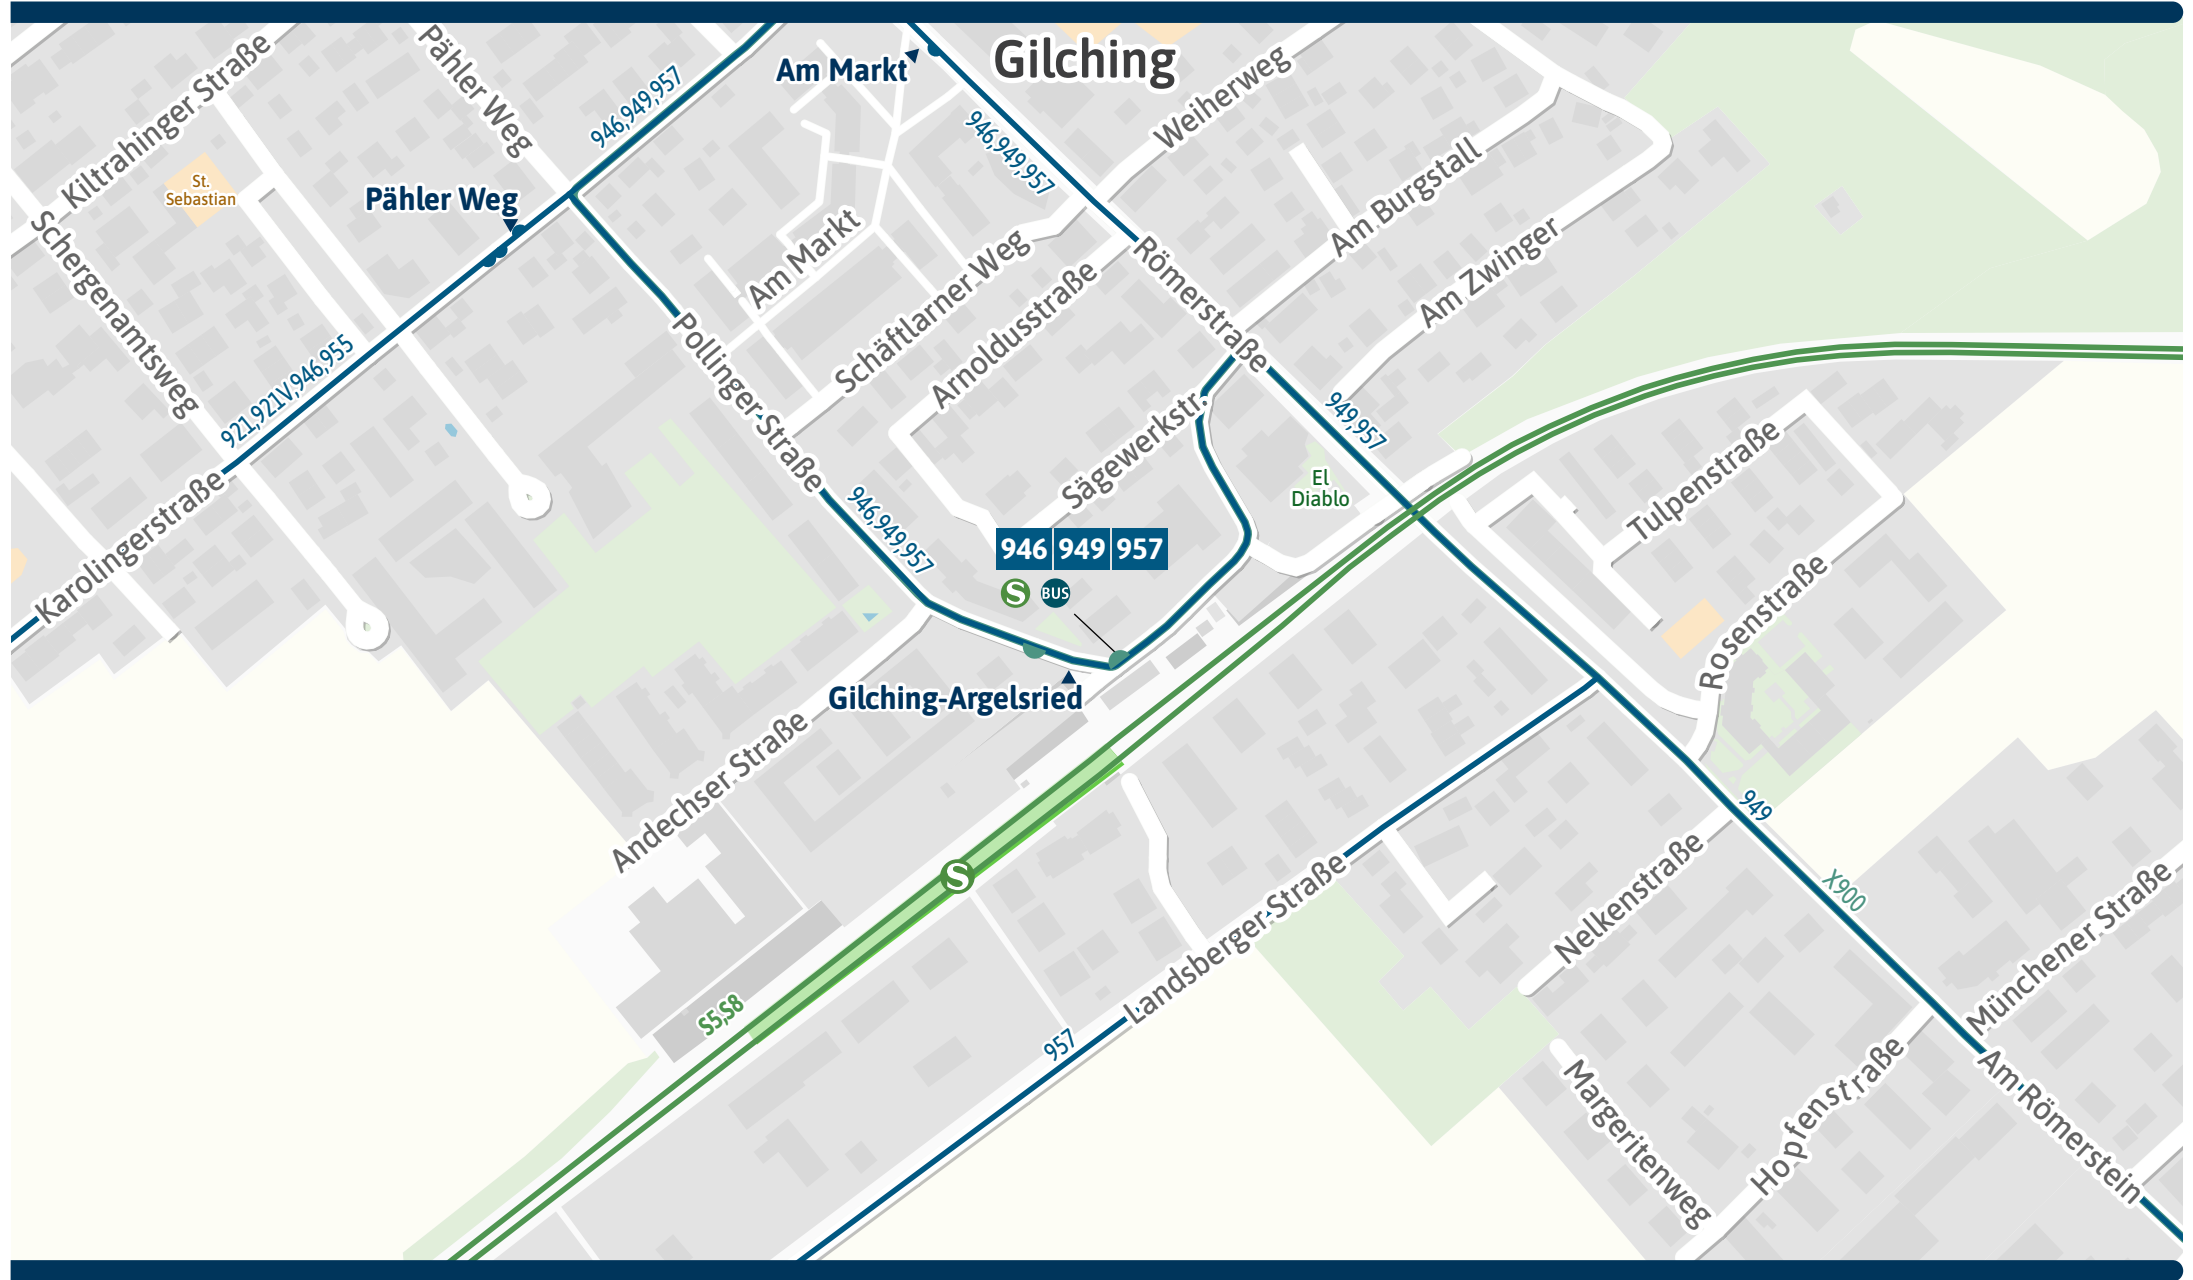 Gilching
Am Markt
Kiltrahinger Straße
Pähler Weg
946,949,957
Weiherweg
946,949,957
St.
Sebastian
Pähler Weg
Am Burgstall
Schergenamtsweg
Am Markt
Schäftlarner Weg
Römerstraße
Am Zwinger
Arnoldusstraße
921,921V,946,955
Pollinger Straße
Sägewerkstr.
949,957
Tulpenstraße
El
Diablo
Karolingerstraße
946,949,957
946 949 957
S BUS
Rosenstraße
Gilching-Argelsried
Andechser Straße
949
S
Landsberger Straße
Nelkenstraße
X900
Münchener Straße
S5,S8
957
Margeritenweg
Hopfenstraße
Am Römerstein